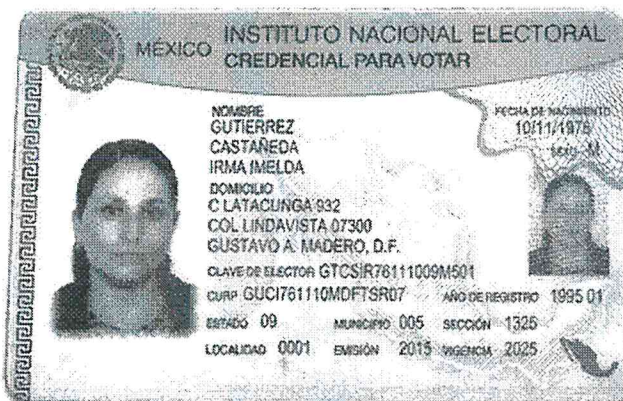 MÉXICO INSTITUTO NACIONAL ELECTORAL
CREDENCIAL PARA VOTAR
NOMBRE
GUTIERREZ
CASTAÑEDA
IRMA IMELDA
FECHA DE NACIMIENTO
10/11/1976
SEXO M
DOMICILIO
C LATACUNGA 932
COL LINDAVISTA 07300
GUSTAVO A. MADERO, D.F.
CLAVE DE ELECTOR GTCSIR76111009M501
CURP GUCI761110MDFTSR07 AÑO DE REGISTRO 1995 01
ESTADO 09 MUNICIPIO 005 SECCIÓN 1325
LOCALIDAD 0001 EMISIÓN 2015 VIGENCIA 2025